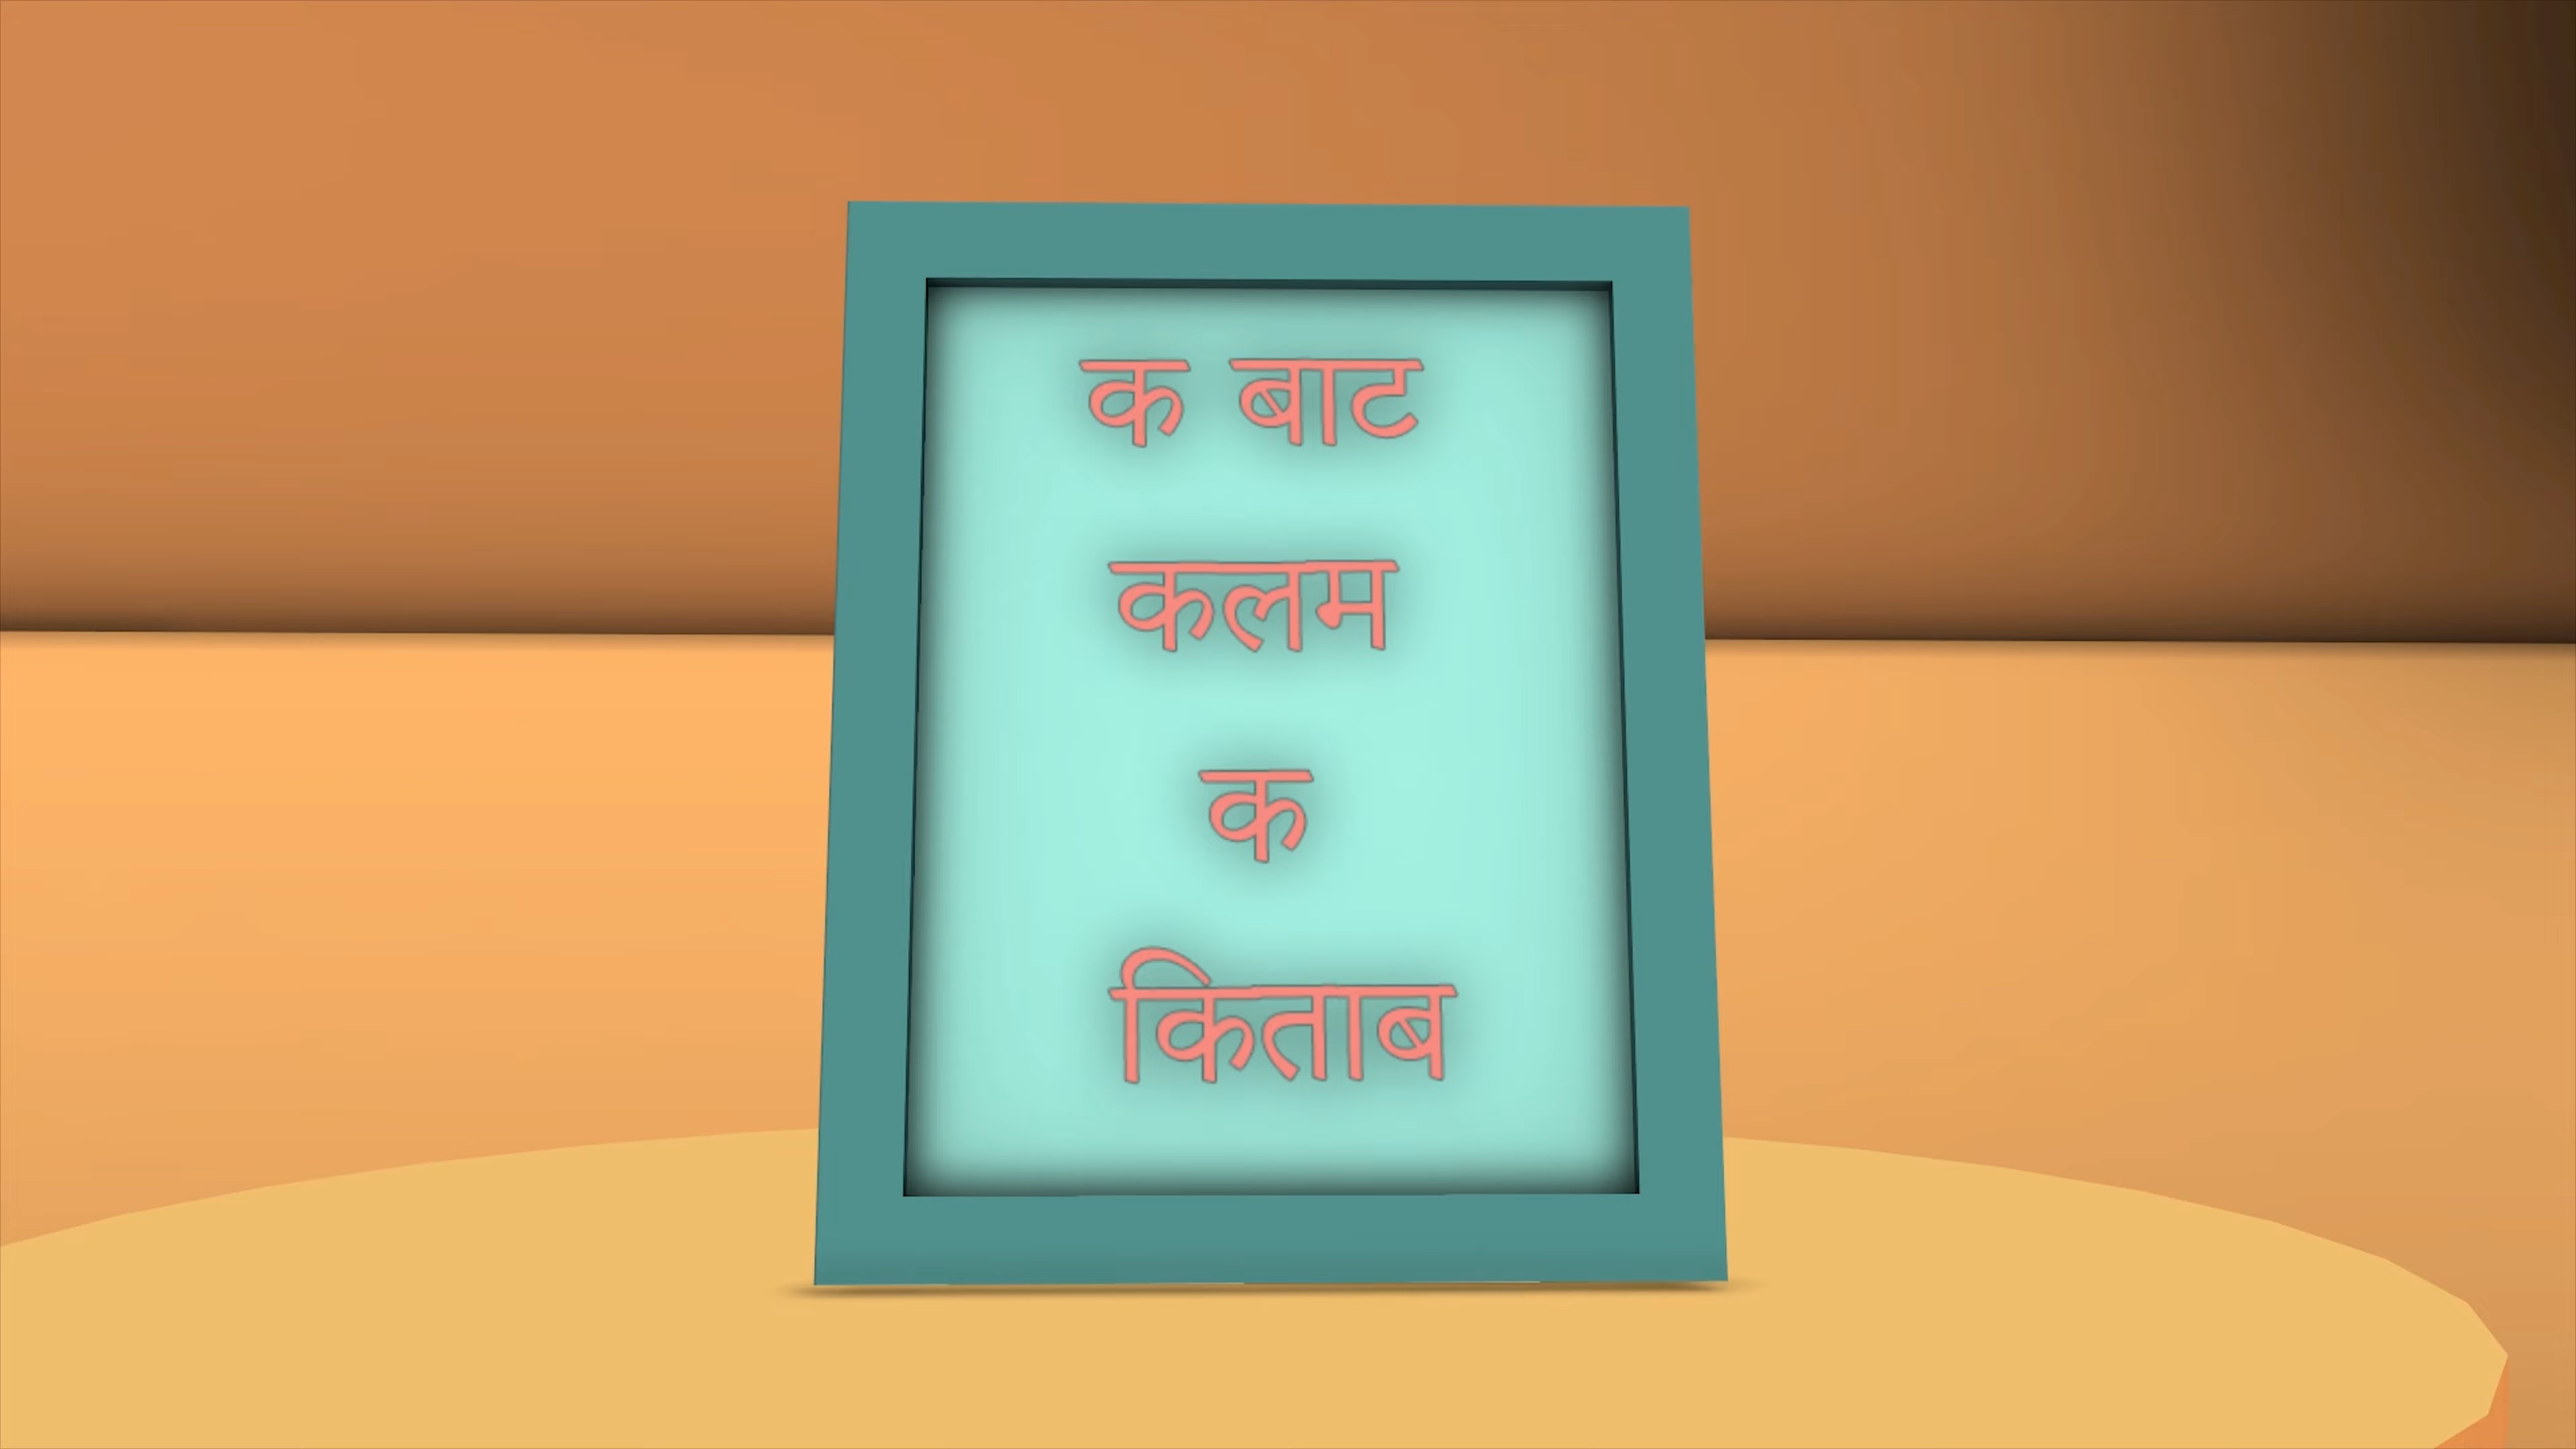 क बाट
कलम
क
किताब